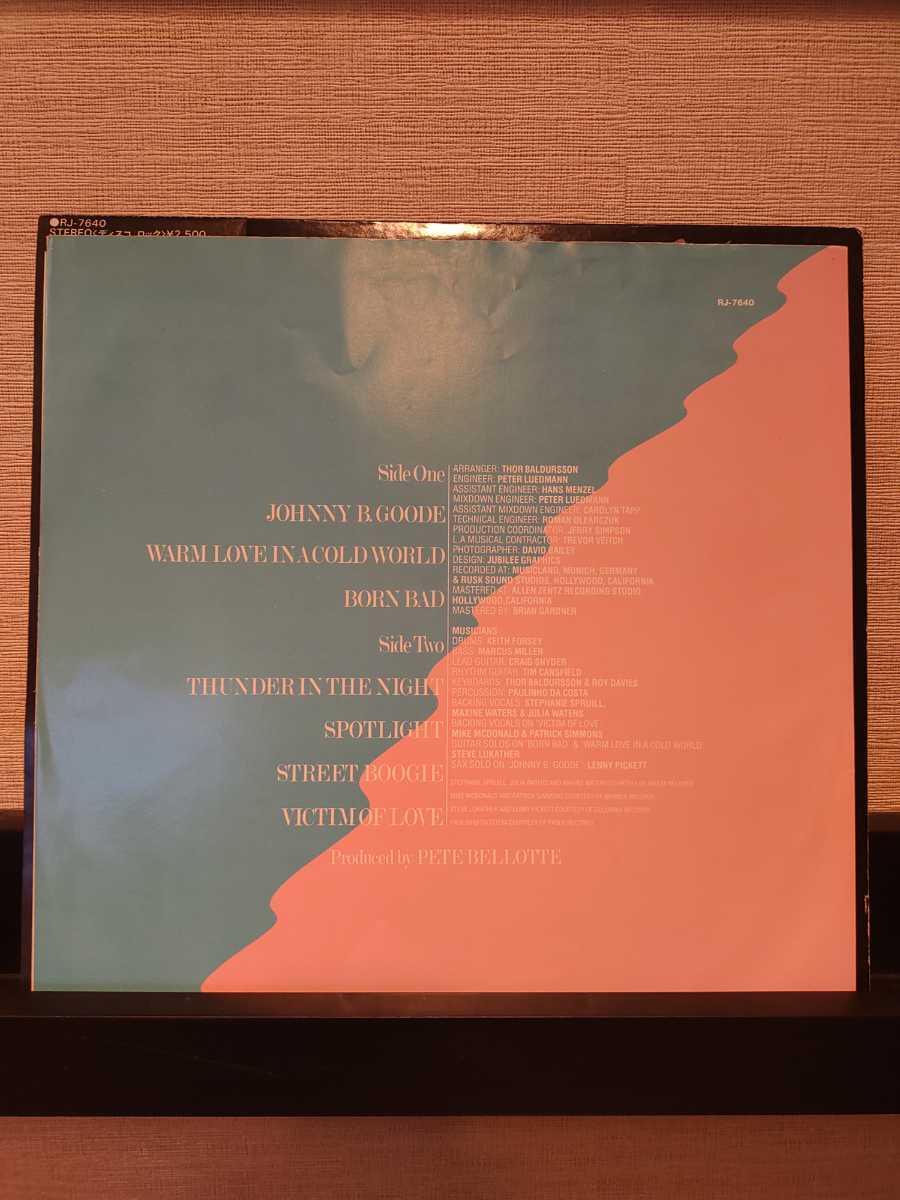 ●RJ-7640
STEREO〈ディスコ ロック〉¥2,500
RJ-7640
Side One
JOHNNY B. GOODE
WARM LOVE IN A COLD WORLD
BORN BAD
Side Two
THUNDER IN THE NIGHT
SPOTLIGHT
STREET BOOGIE
VICTIM OF LOVE
ARRANGER: THOR BALDURSSON
ENGINEER: PETER LUEDMANN
ASSISTANT ENGINEER: HANS MENZEL
MIXDOWN ENGINEER: PETER LUEDMANN
ASSISTANT MIXDOWN ENGINEER: CAROLYN TAPP
TECHNICAL ENGINEER: ROMAN OLEARCZUK
PRODUCTION COORDINATOR: JERRY SIMPSON
L.A MUSICAL CONTRACTOR: TREVOR VEITCH
PHOTOGRAPHER: DAVID BAILEY
DESIGN: JUBILEE GRAPHICS
RECORDED AT: MUSICLAND, MUNICH, GERMANY
& RUSK SOUND STUDIOS, HOLLYWOOD, CALIFORNIA
MASTERED AT: ALLEN ZENTZ RECORDING STUDIO
HOLLYWOOD, CALIFORNIA
MASTERED BY: BRIAN GARDNER
MUSICIANS
DRUMS: KEITH FORSEY
BASS: MARCUS MILLER
LEAD GUITAR: CRAIG SNYDER
RHYTHM GUITAR: TIM CANSFIELD
KEYBOARDS: THOR BALDURSSON & ROY DAVIES
PERCUSSION: PAULINHO DA COSTA
BACKING VOCALS: STEPHANIE SPRUILL,
MAXINE WATERS & JULIA WATERS
BACKING VOCALS ON 'VICTIM OF LOVE':
MIKE MCDONALD & PATRICK SIMMONS
GUITAR SOLOS ON 'BORN BAD' & 'WARM LOVE IN A COLD WORLD'
STEVE LUKATHER
SAX SOLO ON 'JOHNNY B. GOODE': LENNY PICKETT
Produced by PETE BELLOTTE